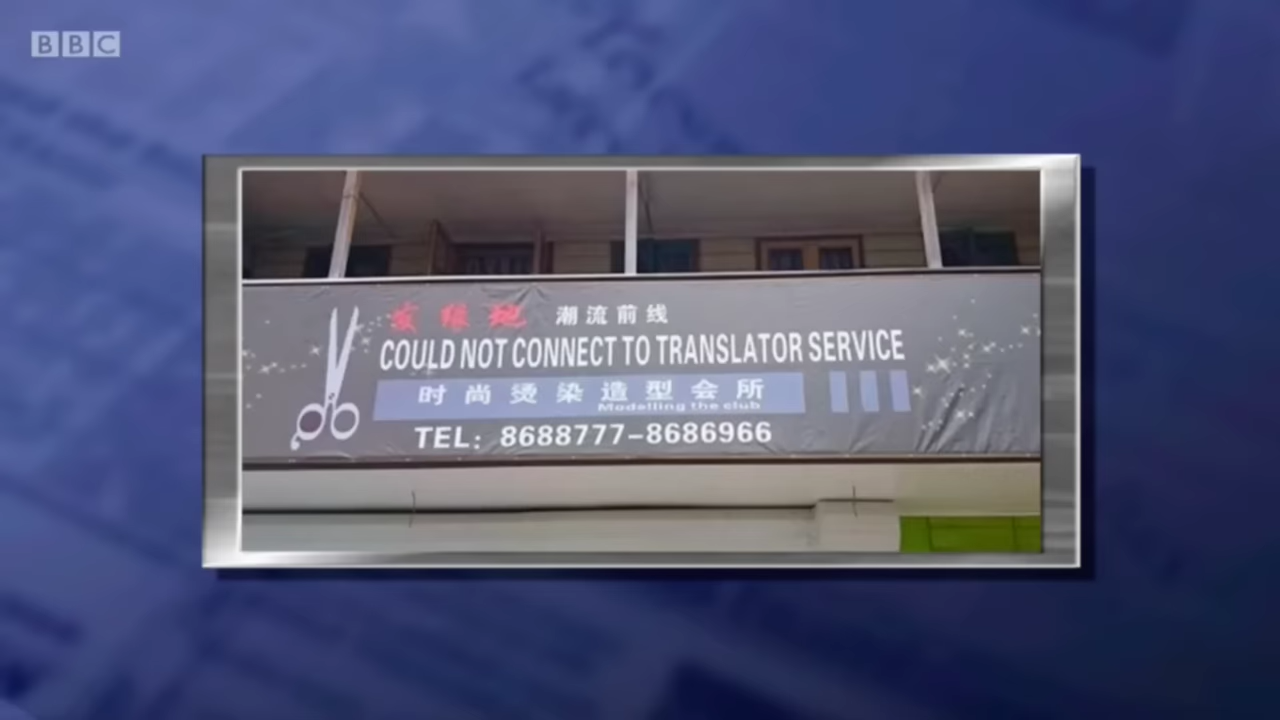 BBC
潮流前线
COULD NOT CONNECT TO TRANSLATOR SERVICE
时尚烫染造型会所
Modelling the club
TEL: 8688777-8686966